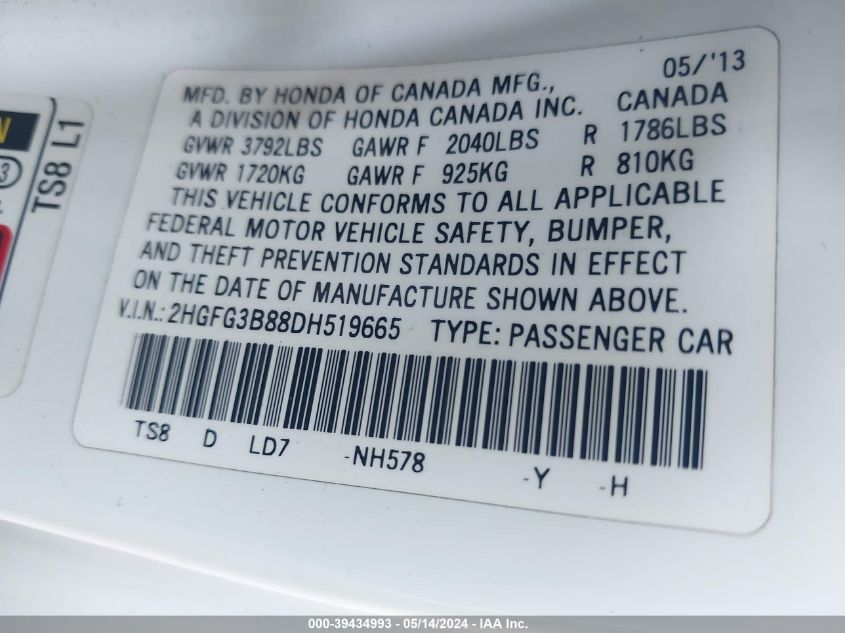 05/'13
MFD. BY HONDA OF CANADA MFG.,
A DIVISION OF HONDA CANADA INC. CANADA
GVWR 3792LBS GAWR F 2040LBS R 1786LBS
GVWR 1720KG GAWR F 925KG R 810KG
THIS VEHICLE CONFORMS TO ALL APPLICABLE
FEDERAL MOTOR VEHICLE SAFETY, BUMPER,
AND THEFT PREVENTION STANDARDS IN EFFECT
ON THE DATE OF MANUFACTURE SHOWN ABOVE.
V.I.N.: 2HGFG3B88DH519665 TYPE: PASSENGER CAR
TS8 D LD7 -NH578 -Y -H
TS8 L1
000-39434993 - 05/14/2024 - IAA Inc.